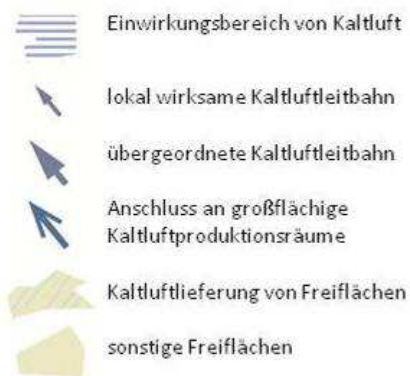 Einwirkungsbereich von Kaltluft
lokal wirksame Kaltluftleitbahn
übergeordnete Kaltluftleitbahn
Anschluss an großflächige
Kaltluftproduktionsräume
Kaltluftlieferung von Freiflächen
sonstige Freiflächen